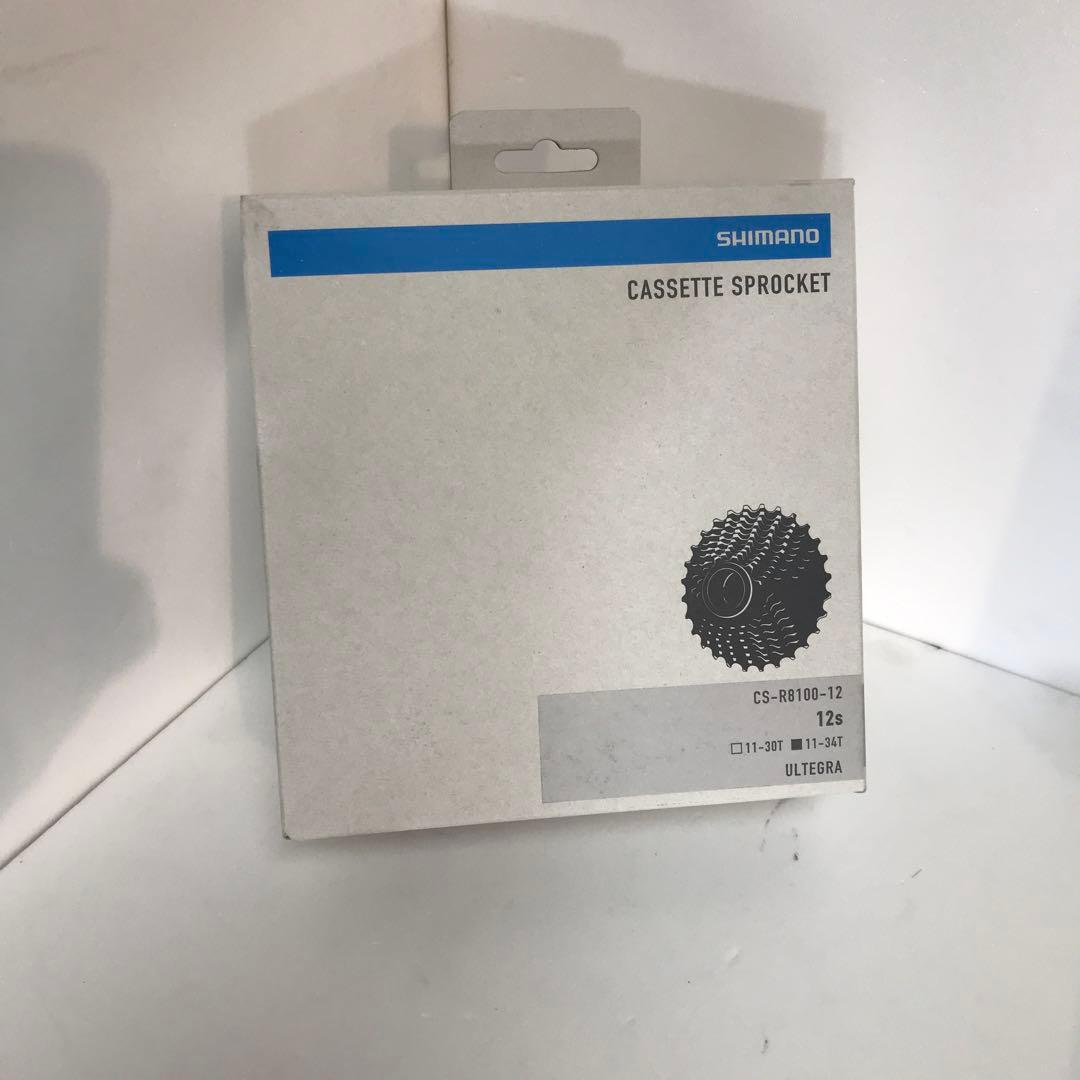 SHIMANO
CASSETTE SPROCKET
CS-R8100-12
12s
□11-30T ■11-34T
ULTEGRA